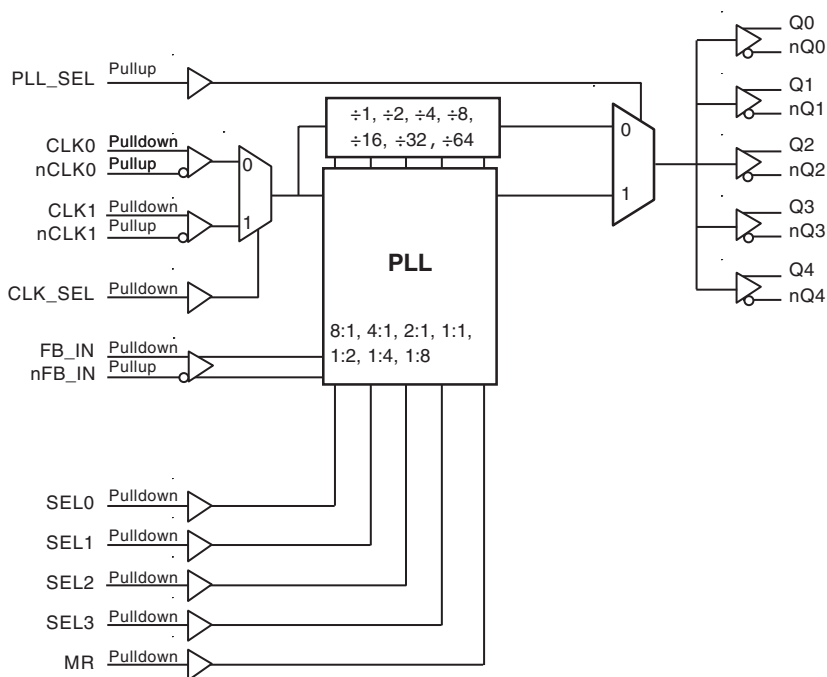 PLL_SEL Pullup
CLK0 Pulldown
nCLK0 Pullup
CLK1 Pulldown
nCLK1 Pullup
CLK_SEL Pulldown
FB_IN Pulldown
nFB_IN Pullup
0
1
÷1, ÷2, ÷4, ÷8,
÷16, ÷32, ÷64
PLL
8:1, 4:1, 2:1, 1:1,
1:2, 1:4, 1:8
0
1
Q0
nQ0
Q1
nQ1
Q2
nQ2
Q3
nQ3
Q4
nQ4
SEL0 Pulldown
SEL1 Pulldown
SEL2 Pulldown
SEL3 Pulldown
MR Pulldown